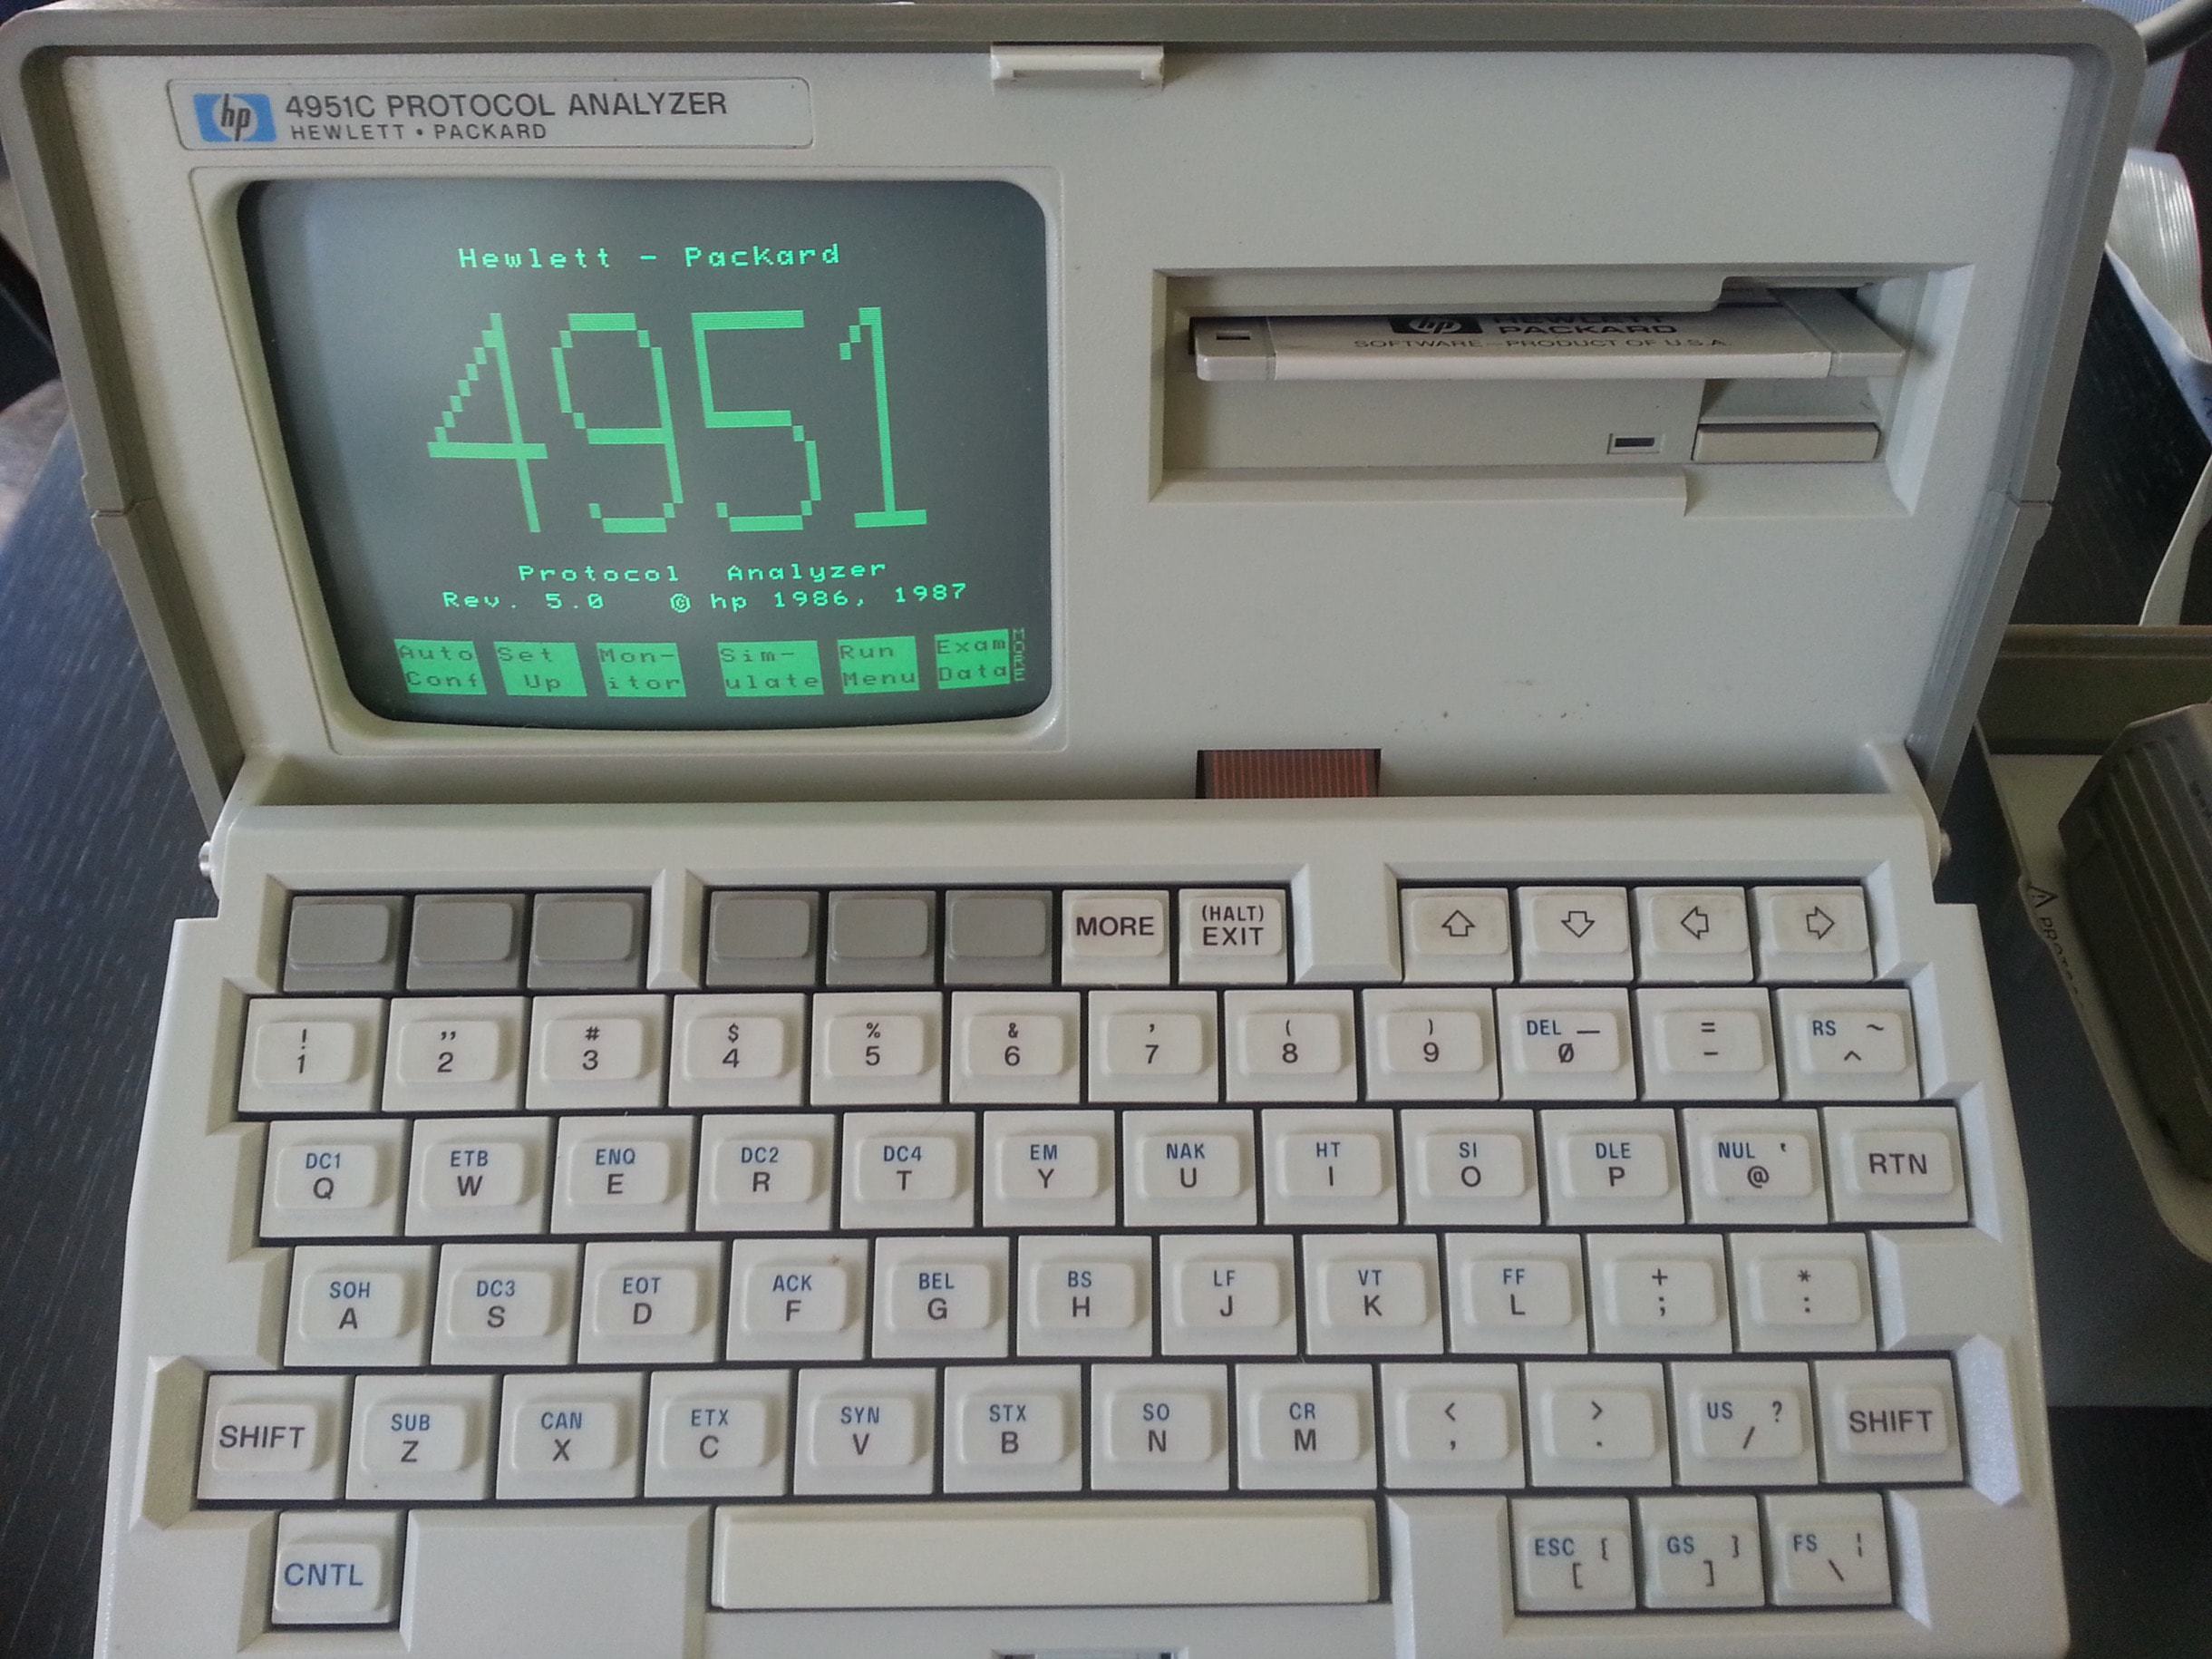 hp 4951C PROTOCOL ANALYZER
HEWLETT • PACKARD
Hewlett - Packard
4951
Protocol Analyzer
Rev. 5.0 © hp 1986, 1987
Auto Conf
Set Up
Mon-itor
Sim-ulate
Run Menu
Exam Data
MORE
hp HEWLETT
PACKARD
SOFTWARE—PRODUCT OF U.S.A.
MORE
(HALT)
EXIT
! 1
" 2
# 3
$ 4
% 5
& 6
' 7
( 8
) 9
DEL — Ø
= -
RS ~ ^
DC1 Q
ETB W
ENQ E
DC2 R
DC4 T
EM Y
NAK U
HT I
SI O
DLE P
NUL ` @
RTN
SOH A
DC3 S
EOT D
ACK F
BEL G
BS H
LF J
VT K
FF L
+ ;
* :
SHIFT
SUB Z
CAN X
ETX C
SYN V
STX B
SO N
CR M
< ,
> .
US ? /
SHIFT
CNTL
ESC { [
GS } ]
FS ¦ \